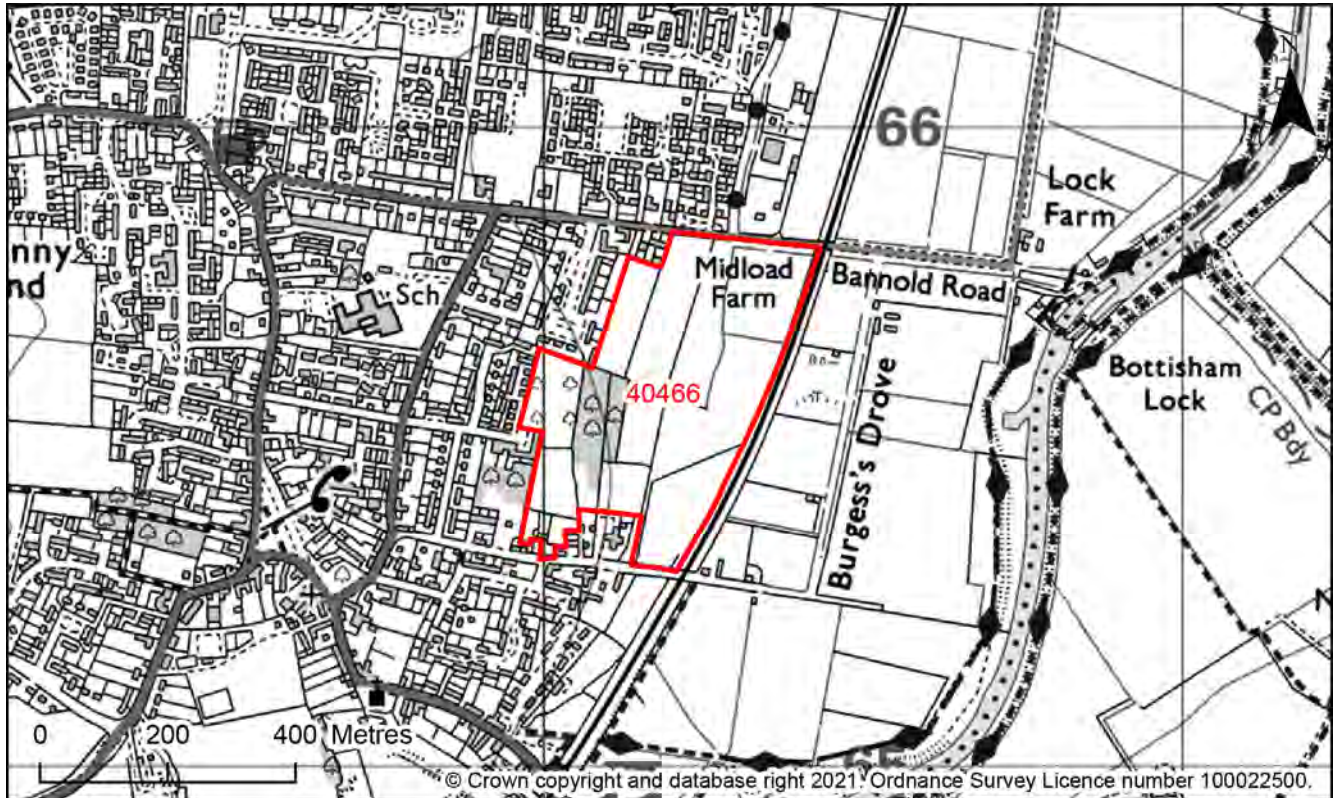 66
Lock
Farm
nny
nd
Sch
Midload
Farm
Bannold Road
40466
Bottisham
Lock
CP Bdy
Burgess's Drove
0 200 400 Metres
© Crown copyright and database right 2021. Ordnance Survey Licence number 100022500.